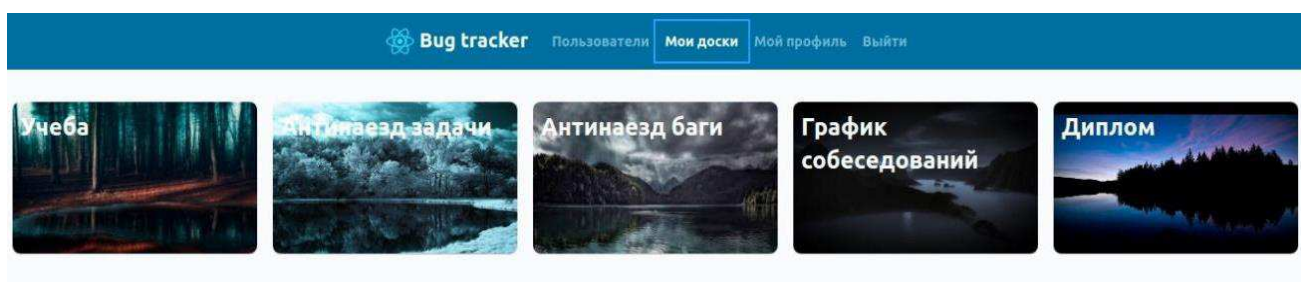 Bug tracker Пользователи Мои доски Мой профиль Выйти
Учеба
Антинаезд задачи
Антинаезд баги
График
собеседований
Диплом